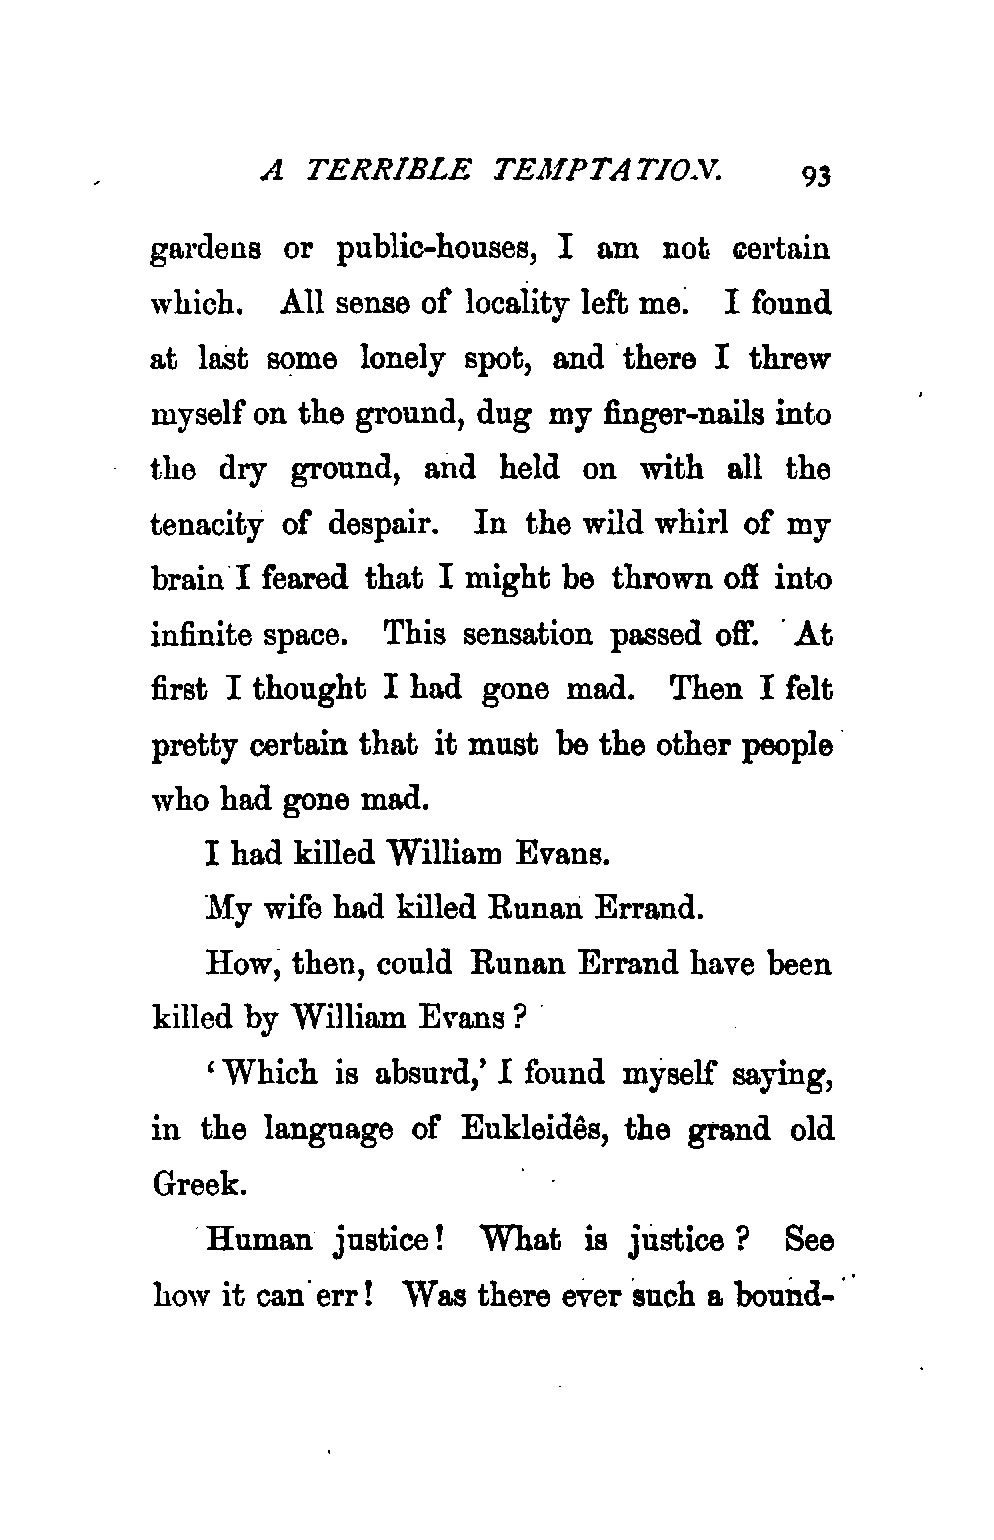 A TERRIBLE TEMPTATION. 93
gardens or public-houses, I am not certain
which. All sense of locality left me. I found
at last some lonely spot, and there I threw
myself on the ground, dug my finger-nails into
the dry ground, and held on with all the
tenacity of despair. In the wild whirl of my
brain I feared that I might be thrown off into
infinite space. This sensation passed off. At
first I thought I had gone mad. Then I felt
pretty certain that it must be the other people
who had gone mad.
I had killed William Evans.
My wife had killed Runan Errand.
How, then, could Runan Errand have been
killed by William Evans ?
‘ Which is absurd,’ I found myself saying,
in the language of Eukleidês, the grand old
Greek.
Human justice ! What is justice ? See
how it can err ! Was there ever such a bound-